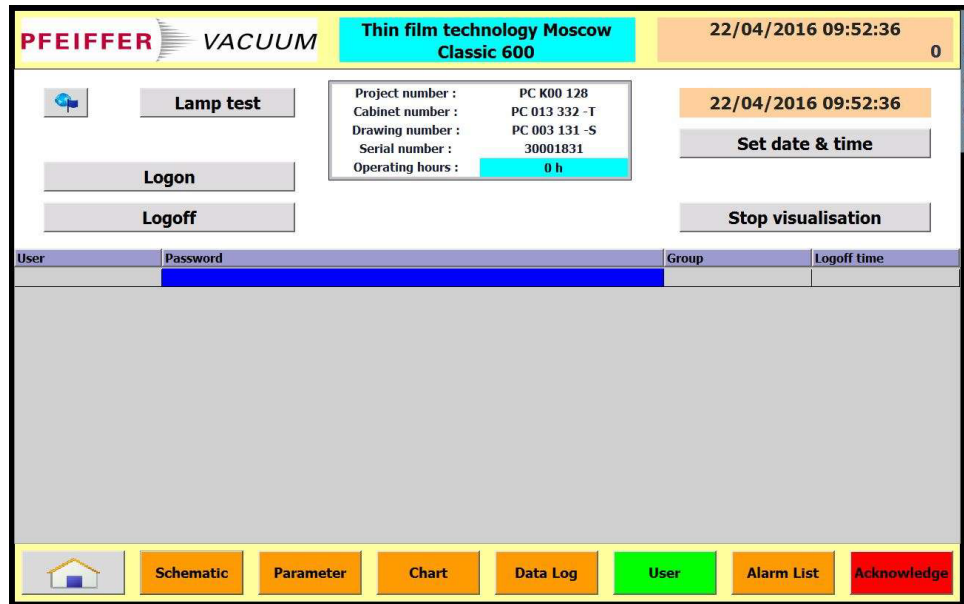 PFEIFFER VACUUM
Thin film technology Moscow
Classic 600
22/04/2016 09:52:36
0
Lamp test
Project number : PC K00 128
Cabinet number : PC 013 332 -T
Drawing number : PC 003 131 -S
Serial number : 30001831
Operating hours : 0 h
22/04/2016 09:52:36
Set date & time
Logon
Logoff
Stop visualisation
User Password Group Logoff time
Schematic Parameter Chart Data Log User Alarm List Acknowledge